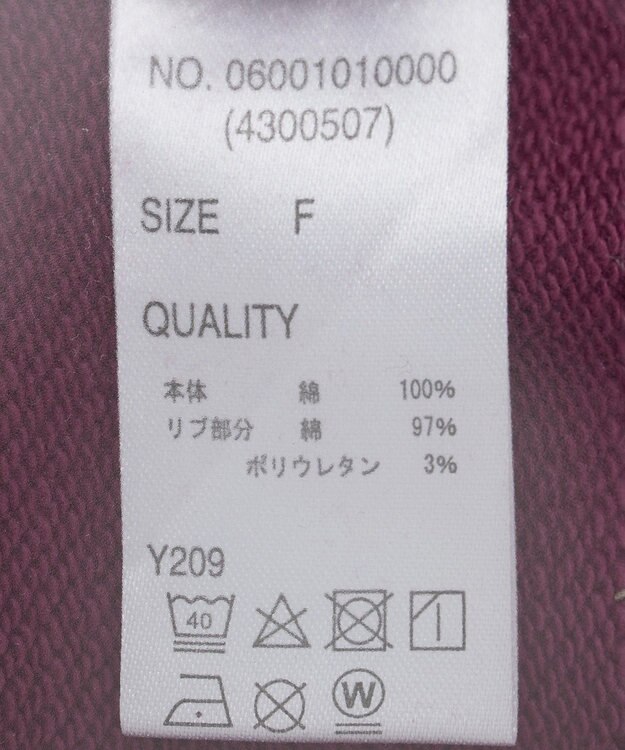 NO. 06001010000
(4300507)
SIZE F
QUALITY
本体 綿 100%
リブ部分 綿 97%
ポリウレタン 3%
Y209
40
W